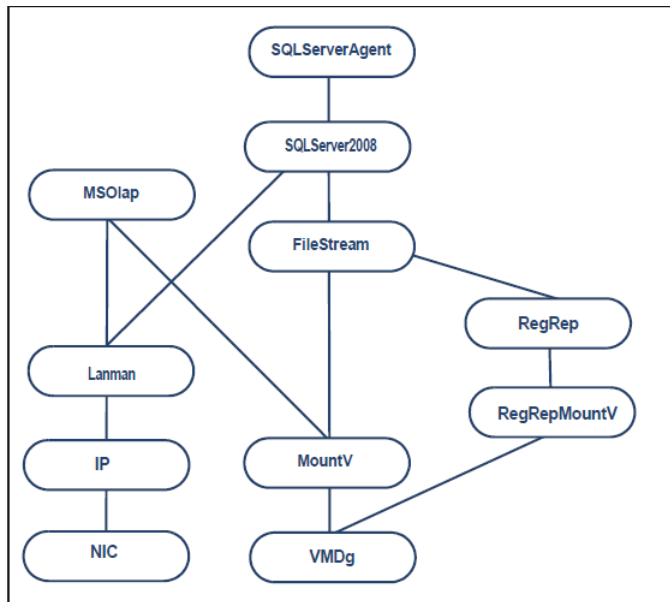 SQLServerAgent
SQLServer2008
MSOlap
FileStream
RegRep
Lanman
RegRepMountV
IP
MountV
NIC
VMDg